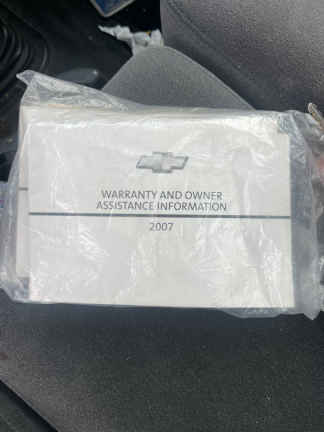 WARRANTY AND OWNER
ASSISTANCE INFORMATION
2007